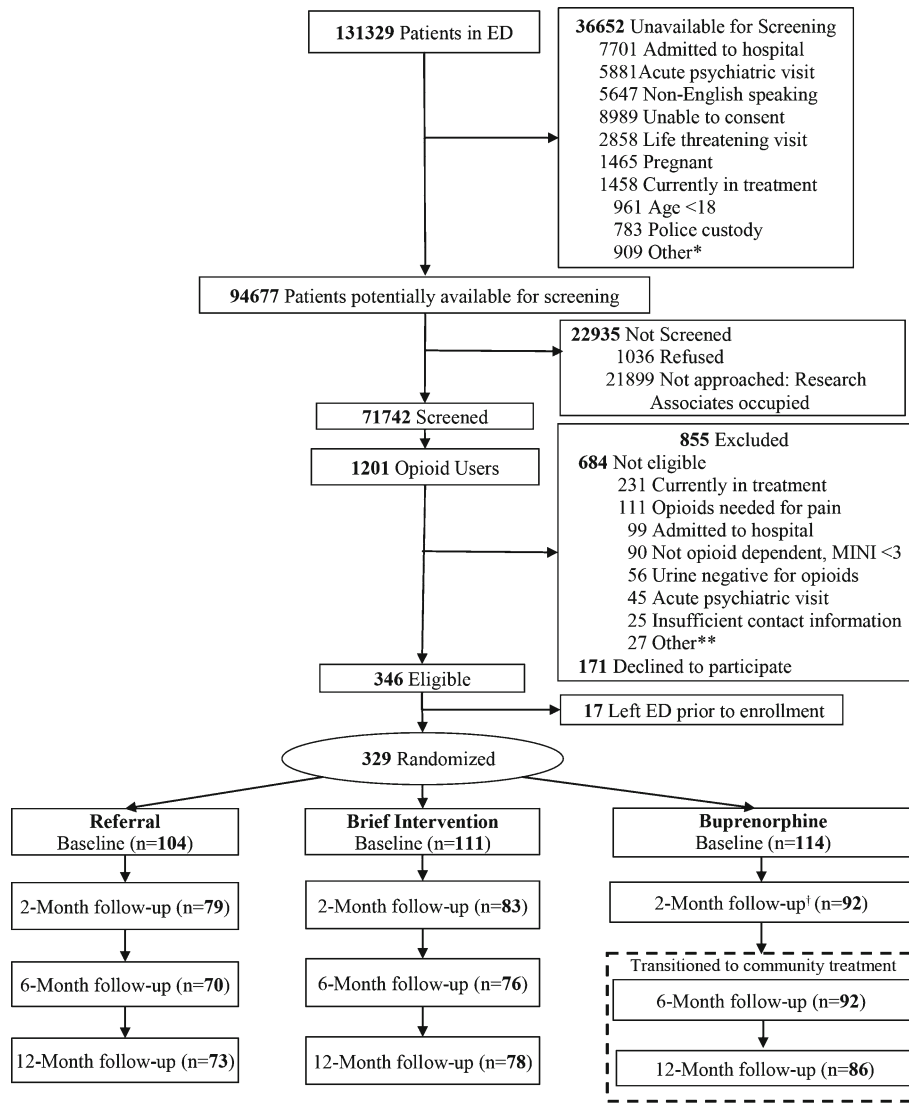 131329 Patients in ED
36652 Unavailable for Screening
7701 Admitted to hospital
5881Acute psychiatric visit
5647 Non-English speaking
8989 Unable to consent
2858 Life threatening visit
1465 Pregnant
1458 Currently in treatment
961 Age <18
783 Police custody
909 Other*
94677 Patients potentially available for screening
22935 Not Screened
1036 Refused
21899 Not approached: Research
Associates occupied
71742 Screened
1201 Opioid Users
855 Excluded
684 Not eligible
231 Currently in treatment
111 Opioids needed for pain
99 Admitted to hospital
90 Not opioid dependent, MINI <3
56 Urine negative for opioids
45 Acute psychiatric visit
25 Insufficient contact information
27 Other**
171 Declined to participate
346 Eligible
17 Left ED prior to enrollment
329 Randomized
Referral
Baseline (n=104)
2-Month follow-up (n=79)
6-Month follow-up (n=70)
12-Month follow-up (n=73)
Brief Intervention
Baseline (n=111)
2-Month follow-up (n=83)
6-Month follow-up (n=76)
12-Month follow-up (n=78)
Buprenorphine
Baseline (n=114)
2-Month follow-up† (n=92)
Transitioned to community treatment
6-Month follow-up (n=92)
12-Month follow-up (n=86)